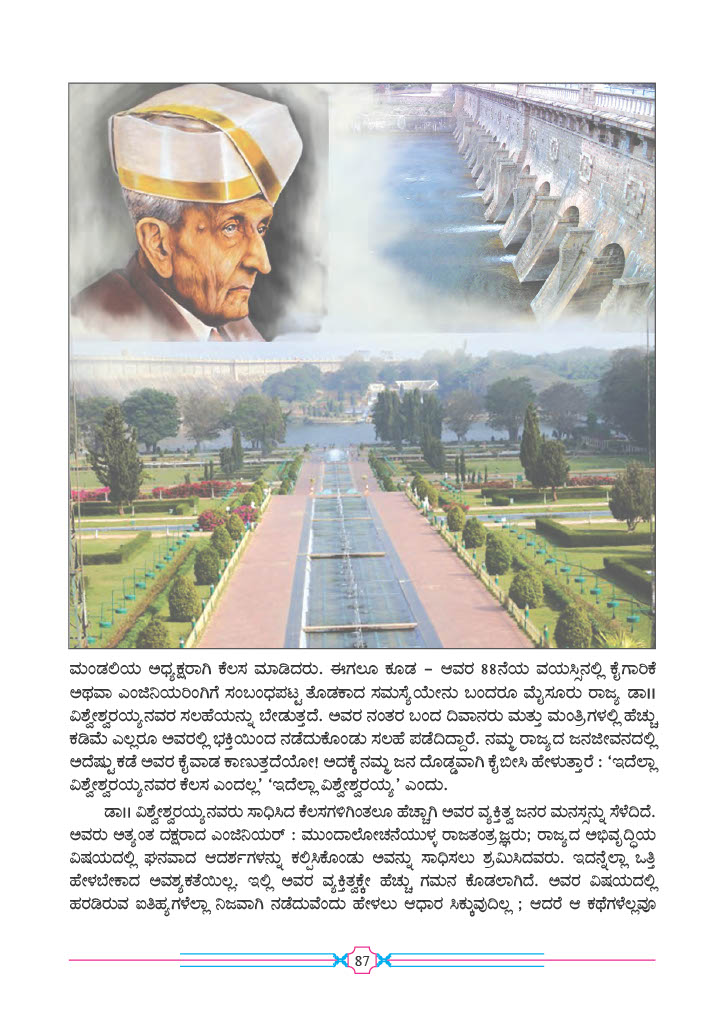 ಮಂಡಲಿಯ ಅಧ್ಯಕ್ಷರಾಗಿ ಕೆಲಸ ಮಾಡಿದರು. ಈಗಲೂ ಕೂಡ – ಆವರ 88ನೆಯ ವಯಸ್ಸಿನಲ್ಲಿ ಕೈಗಾರಿಕೆ
ಅಥವಾ ಎಂಜಿನಿಯರಿಂಗಿಗೆ ಸಂಬಂಧಪಟ್ಟ ತೊಡಕಾದ ಸಮಸ್ಯೆಯೇನು ಬಂದರೂ ಮೈಸೂರು ರಾಜ್ಯ ಡಾ॥
ವಿಶ್ವೇಶ್ವರಯ್ಯನವರ ಸಲಹೆಯನ್ನು ಬೇಡುತ್ತದೆ. ಅವರ ನಂತರ ಬಂದ ದಿವಾನರು ಮತ್ತು ಮಂತ್ರಿಗಳಲ್ಲಿ ಹೆಚ್ಚು
ಕಡಿಮೆ ಎಲ್ಲರೂ ಅವರಲ್ಲಿ ಭಕ್ತಿಯಿಂದ ನಡೆದುಕೊಂಡು ಸಲಹೆ ಪಡೆದಿದ್ದಾರೆ. ನಮ್ಮ ರಾಜ್ಯದ ಜನಜೀವನದಲ್ಲಿ
ಅದೆಷ್ಟು ಕಡೆ ಅವರ ಕೈವಾಡ ಕಾಣುತ್ತದೆಯೋ! ಅದಕ್ಕೆ ನಮ್ಮ ಜನ ದೊಡ್ಡವಾಗಿ ಕೈಬೀಸಿ ಹೇಳುತ್ತಾರೆ : ‘ಇದೆಲ್ಲಾ
ವಿಶ್ವೇಶ್ವರಯ್ಯನವರ ಕೆಲಸ ಎಂದಲ್ಲ’ ‘ಇದೆಲ್ಲಾ ವಿಶ್ವೇಶ್ವರಯ್ಯ’ ಎಂದು.
ಡಾ॥ ವಿಶ್ವೇಶ್ವರಯ್ಯನವರು ಸಾಧಿಸಿದ ಕೆಲಸಗಳಿಗಿಂತಲೂ ಹೆಚ್ಚಾಗಿ ಅವರ ವ್ಯಕ್ತಿತ್ವ ಜನರ ಮನಸ್ಸನ್ನು ಸೆಳೆದಿದೆ.
ಅವರು ಅತ್ಯಂತ ದಕ್ಷರಾದ ಎಂಜಿನಿಯರ್ : ಮುಂದಾಲೋಚನೆಯುಳ್ಳ ರಾಜತಂತ್ರಜ್ಞರು; ರಾಜ್ಯದ ಅಭಿವೃದ್ಧಿಯ
ವಿಷಯದಲ್ಲಿ ಘನವಾದ ಆದರ್ಶಗಳನ್ನು ಕಲ್ಪಿಸಿಕೊಂಡು ಅವನ್ನು ಸಾಧಿಸಲು ಶ್ರಮಿಸಿದವರು. ಇದನ್ನೆಲ್ಲಾ ಒತ್ತಿ
ಹೇಳಬೇಕಾದ ಅವಶ್ಯಕತೆಯಿಲ್ಲ. ಇಲ್ಲಿ ಅವರ ವ್ಯಕ್ತಿತ್ವಕ್ಕೇ ಹೆಚ್ಚು ಗಮನ ಕೊಡಲಾಗಿದೆ. ಅವರ ವಿಷಯದಲ್ಲಿ
ಹರಡಿರುವ ಐತಿಹ್ಯಗಳೆಲ್ಲಾ ನಿಜವಾಗಿ ನಡೆದುವೆಂದು ಹೇಳಲು ಆಧಾರ ಸಿಕ್ಕುವುದಿಲ್ಲ ; ಆದರೆ ಆ ಕಥೆಗಳೆಲ್ಲವೂ
87